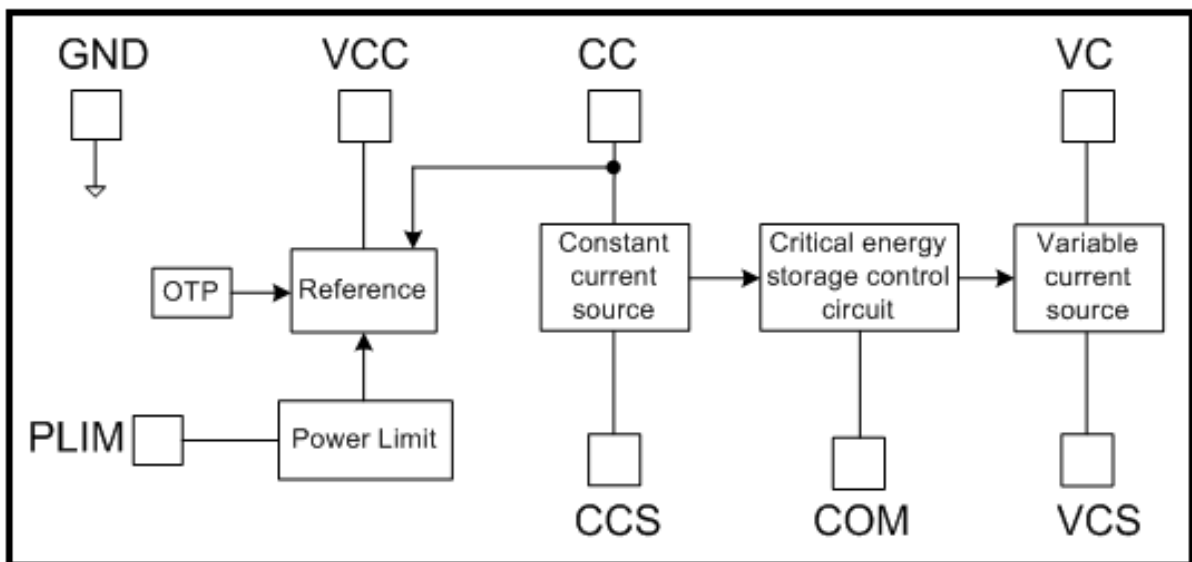 GND
VCC
CC
VC
Constant
current
source
Critical energy
storage control
circuit
Variable
current
source
OTP
Reference
PLIM
Power Limit
CCS
COM
VCS